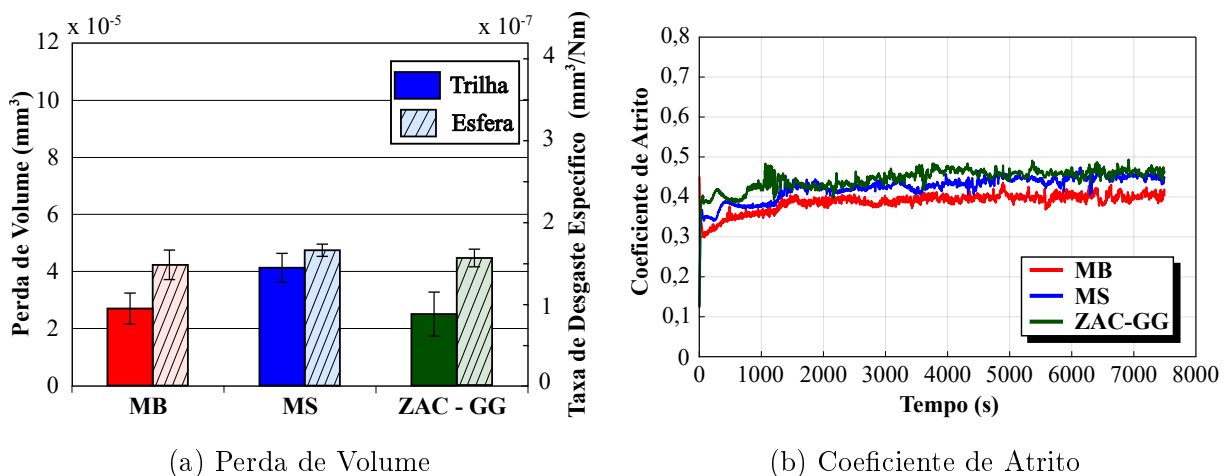 x 10⁻⁵
x 10⁻⁷
12
10
8
6
4
2
0
Perda de Volume (mm³)
4
3
2
1
0
Taxa de Desgaste Específico (mm³/Nm)
Trilha
Esfera
MB
MS
ZAC - GG
(a) Perda de Volume
0,8
0,7
0,6
0,5
0,4
0,3
0,2
0,1
0
Coeficiente de Atrito
MB
MS
ZAC-GG
0 1000 2000 3000 4000 5000 6000 7000 8000
Tempo (s)
(b) Coeficiente de Atrito